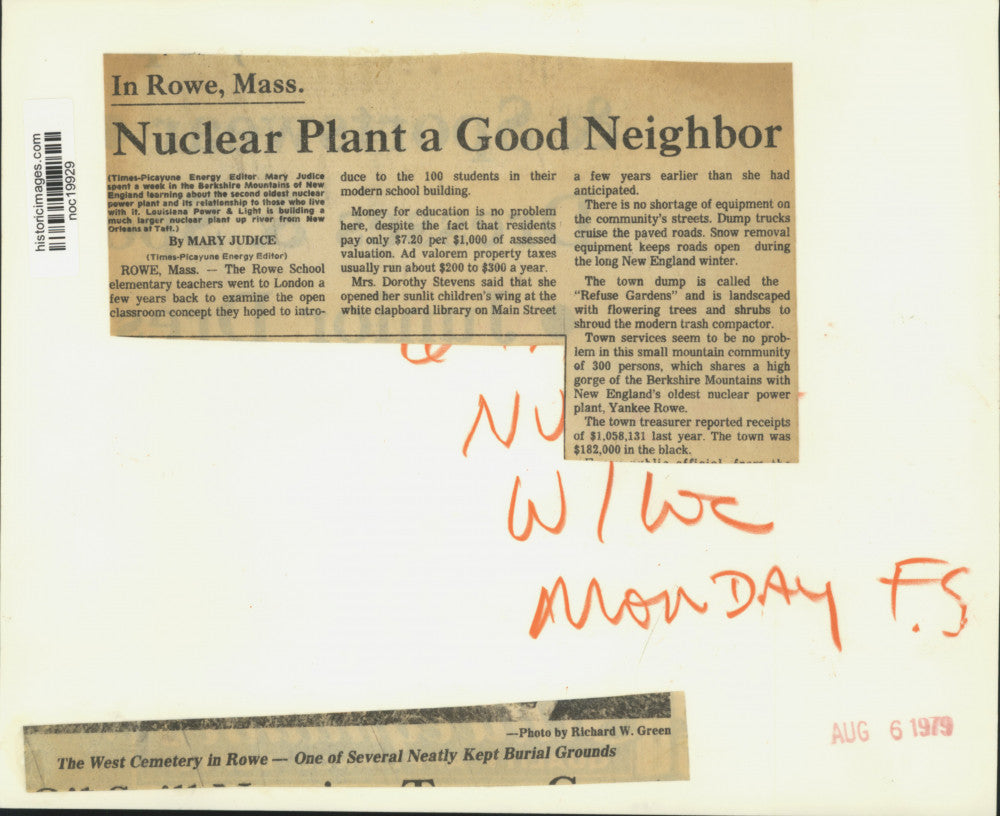 historicimages.com
noc19929
In Rowe, Mass.
Nuclear Plant a Good Neighbor
(Times-Picayune Energy Editor Mary Judice
spent a week in the Berkshire Mountains of New
England learning about the second oldest nuclear
power plant and its relationship to those who live
with it. Louisiana Power & Light is building a
much larger nuclear plant up river from New
Orleans at Taft.)
By MARY JUDICE
(Times-Picayune Energy Editor)
ROWE, Mass. — The Rowe School
elementary teachers went to London a
few years back to examine the open
classroom concept they hoped to intro-
duce to the 100 students in their
modern school building.
Money for education is no problem
here, despite the fact that residents
pay only $7.20 per $1,000 of assessed
valuation. Ad valorem property taxes
usually run about $200 to $300 a year.
Mrs. Dorothy Stevens said that she
opened her sunlit children's wing at the
white clapboard library on Main Street
a few years earlier than she had
anticipated.
There is no shortage of equipment on
the community's streets. Dump trucks
cruise the paved roads. Snow removal
equipment keeps roads open during
the long New England winter.
The town dump is called the
"Refuse Gardens" and is landscaped
with flowering trees and shrubs to
shroud the modern trash compactor.
Town services seem to be no prob-
lem in this small mountain community
of 300 persons, which shares a high
gorge of the Berkshire Mountains with
New England's oldest nuclear power
plant, Yankee Rowe.
The town treasurer reported receipts
of $1,058,131 last year. The town was
$182,000 in the black.
NU
W/WC
MONDAY F.S
AUG 6 1979
—Photo by Richard W. Green
The West Cemetery in Rowe — One of Several Neatly Kept Burial Grounds